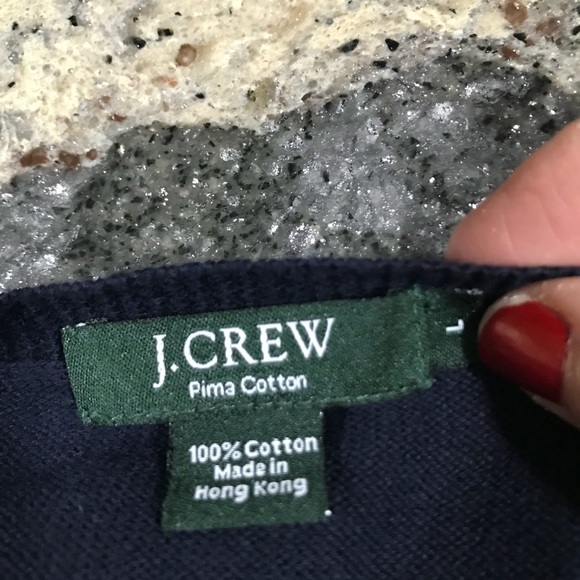 J.CREW
Pima Cotton
L
100% Cotton
Made in
Hong Kong